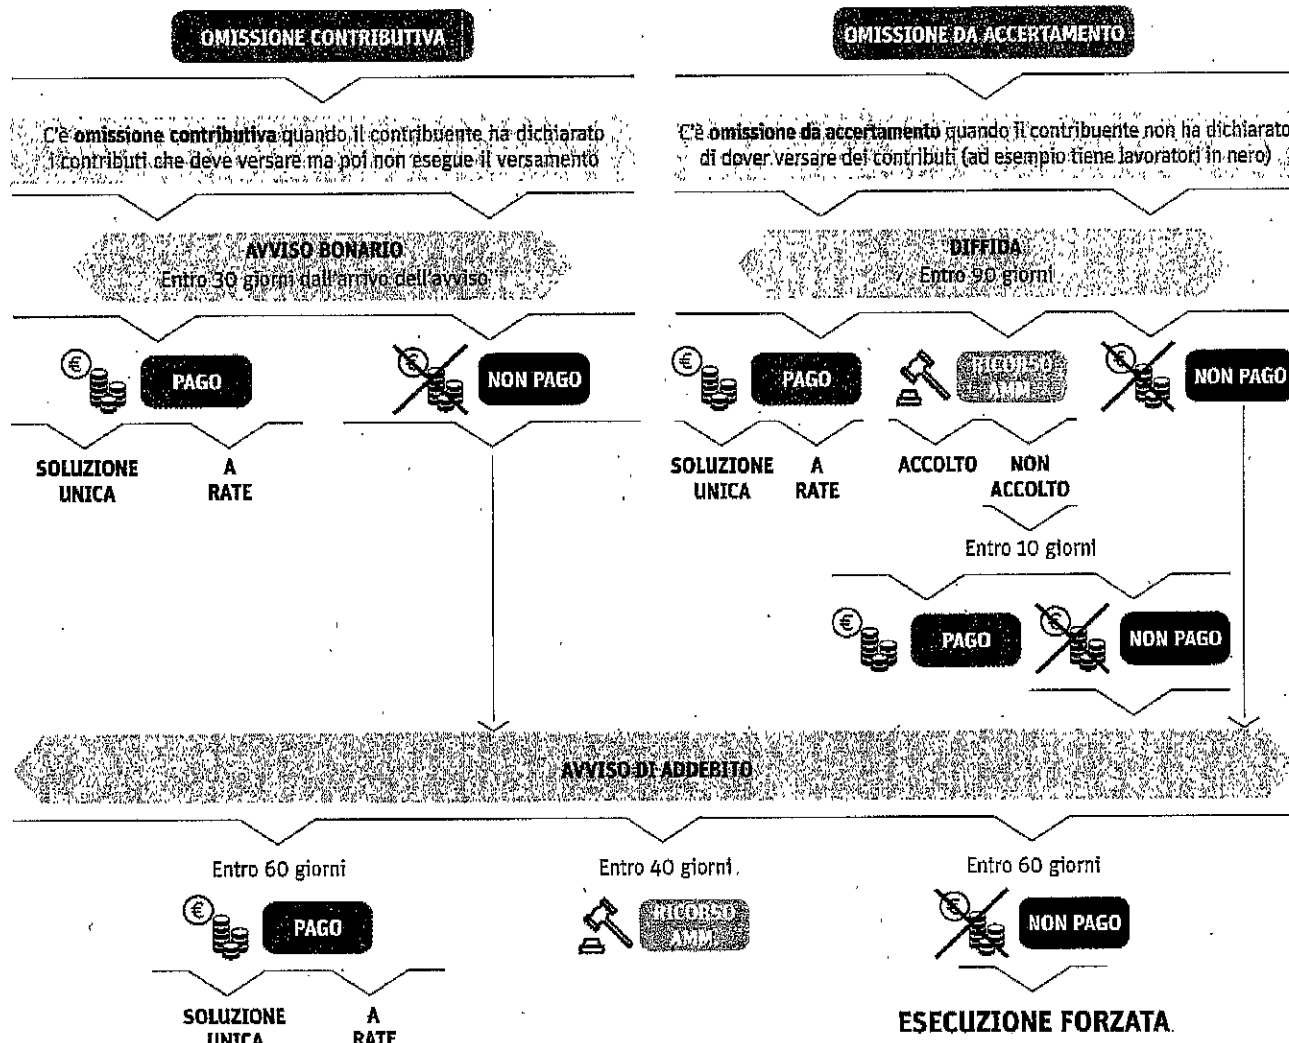 OMISSIONE CONTRIBUTIVA
C'è omissione contributiva quando il contribuente ha dichiarato
i contributi che deve versare ma poi non esegue il versamento
AVVISO BONARIO
Entro 30 giorni dall'arrivo dell'avviso
PAGO
NON PAGO
SOLUZIONE
UNICA
A
RATE
OMISSIONE DA ACCERTAMENTO
C'è omissione da accertamento quando il contribuente non ha dichiarato
di dover versare dei contributi (ad esempio tiene lavoratori in nero)
DIFFIDA
Entro 90 giorni
PAGO
RICORSO
AMM.
NON PAGO
SOLUZIONE
UNICA
A
RATE
ACCOLTO
NON
ACCOLTO
Entro 10 giorni
PAGO
NON PAGO
AVVISO DI ADDEBITO
Entro 60 giorni
PAGO
SOLUZIONE
UNICA
A
RATE
Entro 40 giorni
RICORSO
AMM.
Entro 60 giorni
NON PAGO
ESECUZIONE FORZATA